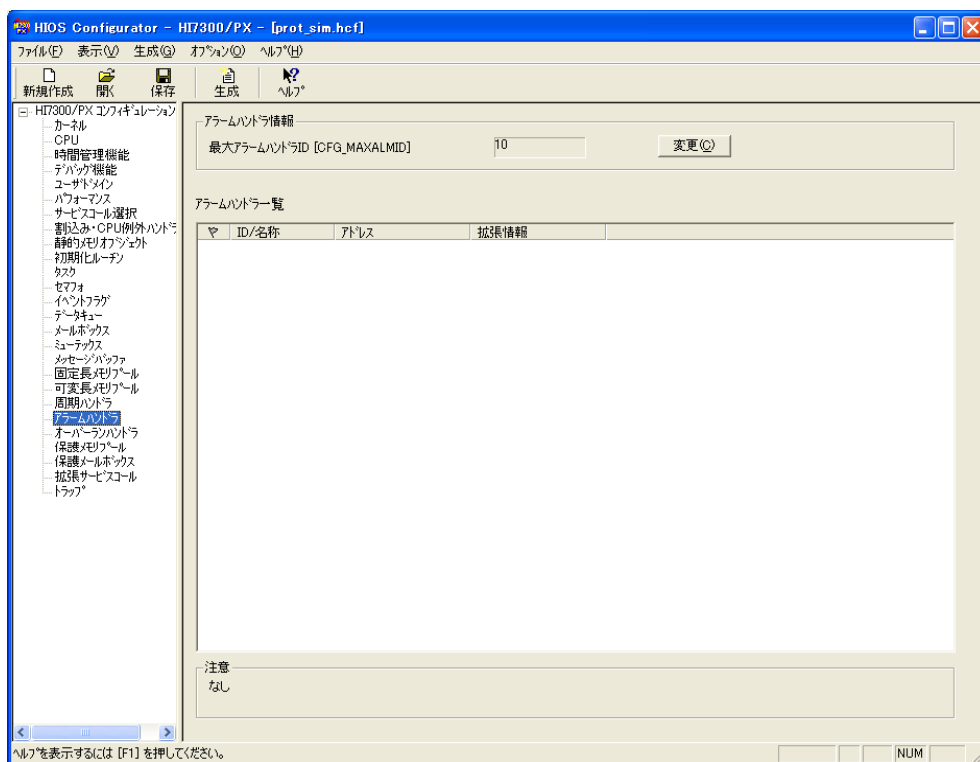 HIOS Configurator - HI7300/PX - [prot_sim.hcf]
ファイル(F) 表示(V) 生成(G) オプション(O) ヘルプ(H)
新規作成 開く 保存 生成 ヘルプ
HI7300/PX コンフィギュレーション
カーネル
CPU
時間管理機能
デバッグ機能
ユーザドメイン
パフォーマンス
サービスコール選択
割込み・CPU例外ハンドラ
静的メモリオブジェクト
初期化ルーチン
タスク
セマフォ
イベントフラグ
データキュー
メールボックス
ミューテックス
メッセージバッファ
固定長メモリプール
可変長メモリプール
周期ハンドラ
アラームハンドラ
オーバーランハンドラ
保護メモリプール
保護メールボックス
拡張サービスコール
トラップ
アラームハンドラ情報
最大アラームハンドラID [CFG_MAXALMID] 10 変更(C)
アラームハンドラ一覧
ID/名称 アドレス 拡張情報
注意
なし
ヘルプを表示するには [F1] を押してください。 NUM